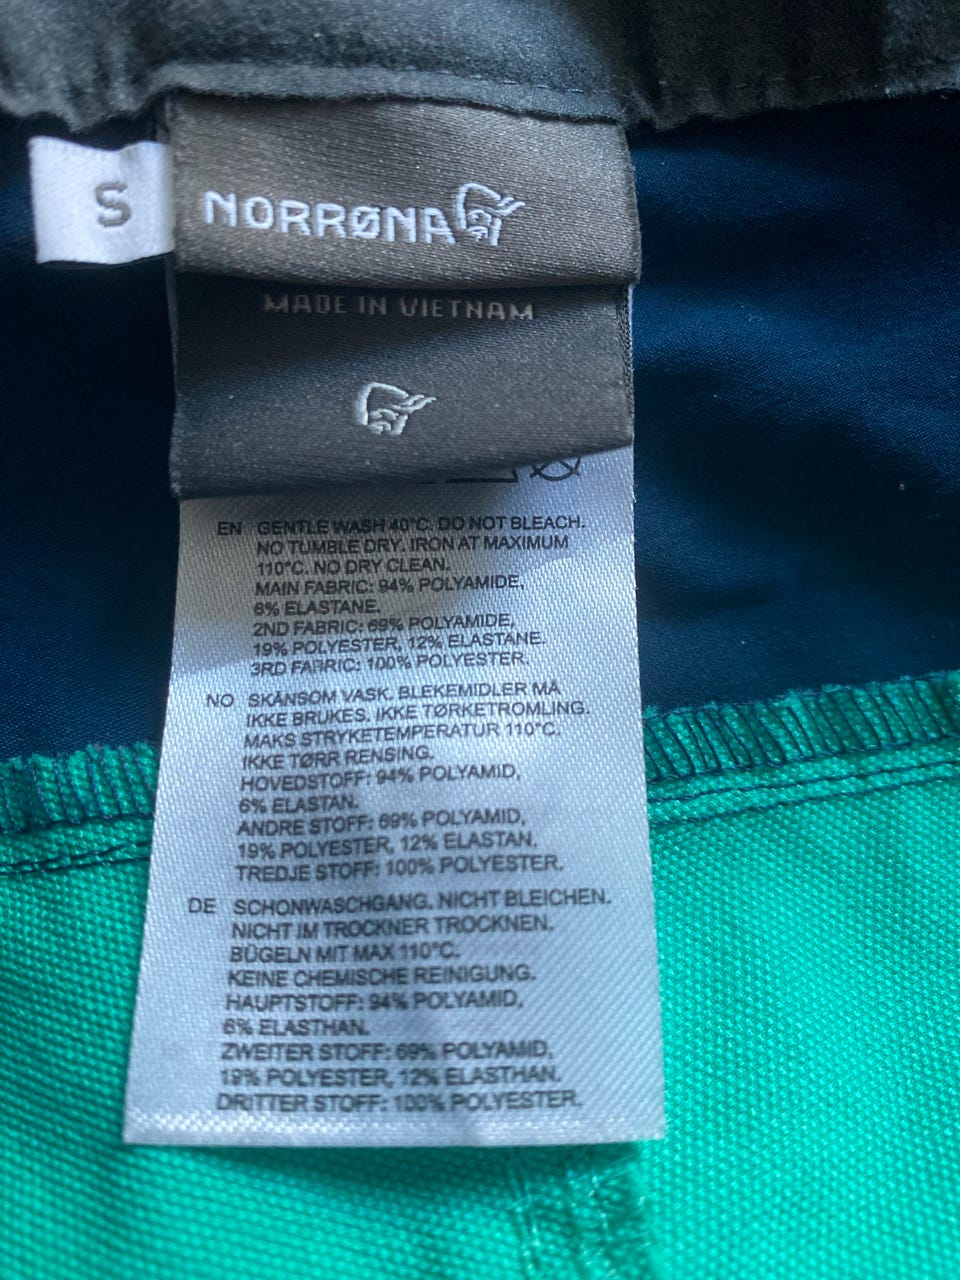 S
NORRØNA
MADE IN VIETNAM
EN GENTLE WASH 40°C. DO NOT BLEACH.
NO TUMBLE DRY. IRON AT MAXIMUM
110°C. NO DRY CLEAN.
MAIN FABRIC: 94% POLYAMIDE,
6% ELASTANE.
2ND FABRIC: 69% POLYAMIDE,
19% POLYESTER, 12% ELASTANE.
3RD FABRIC: 100% POLYESTER.
NO SKÅNSOM VASK. BLEKEMIDLER MÅ
IKKE BRUKES. IKKE TØRKETROMLING.
MAKS STRYKETEMPERATUR 110°C.
IKKE TØRR RENSING.
HOVEDSTOFF: 94% POLYAMID,
6% ELASTAN.
ANDRE STOFF: 69% POLYAMID,
19% POLYESTER, 12% ELASTAN.
TREDJE STOFF: 100% POLYESTER.
DE SCHONWASCHGANG. NICHT BLEICHEN.
NICHT IM TROCKNER TROCKNEN.
BÜGELN MIT MAX 110°C.
KEINE CHEMISCHE REINIGUNG.
HAUPTSTOFF: 94% POLYAMID,
6% ELASTHAN.
ZWEITER STOFF: 69% POLYAMID,
19% POLYESTER, 12% ELASTHAN.
DRITTER STOFF: 100% POLYESTER.